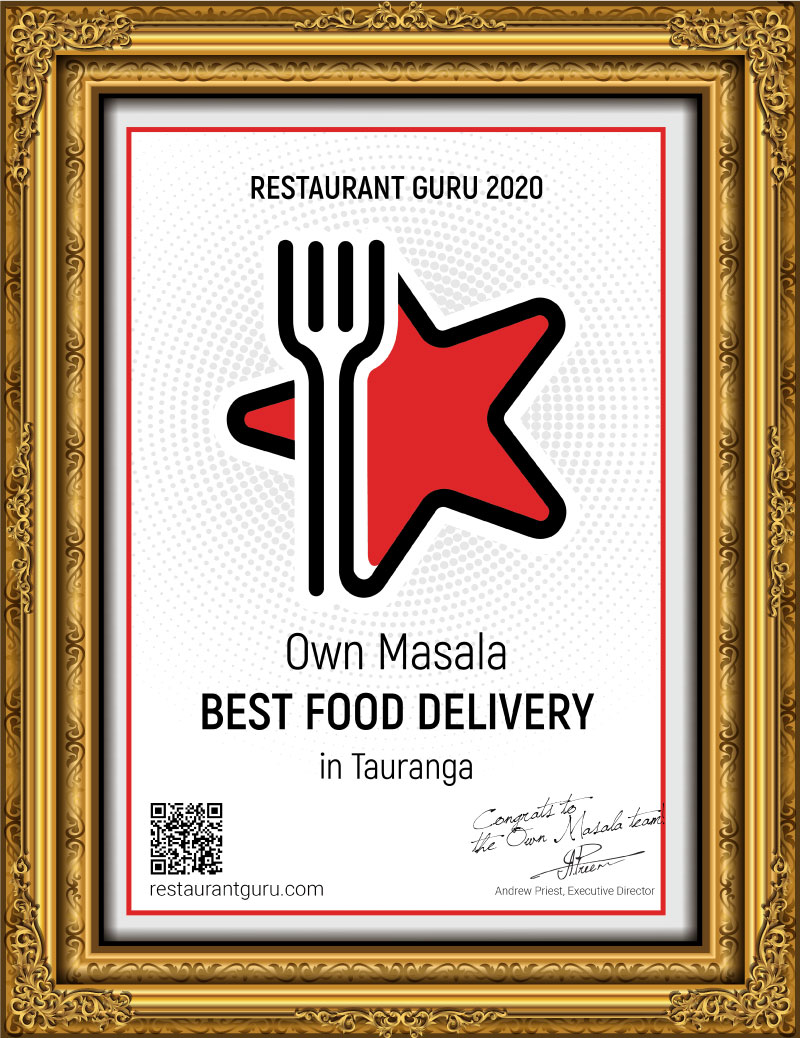 RESTAURANT GURU 2020
Own Masala
BEST FOOD DELIVERY
in Tauranga
Congrats to
the Own Masala team!
restaurantguru.com
Andrew Priest, Executive Director